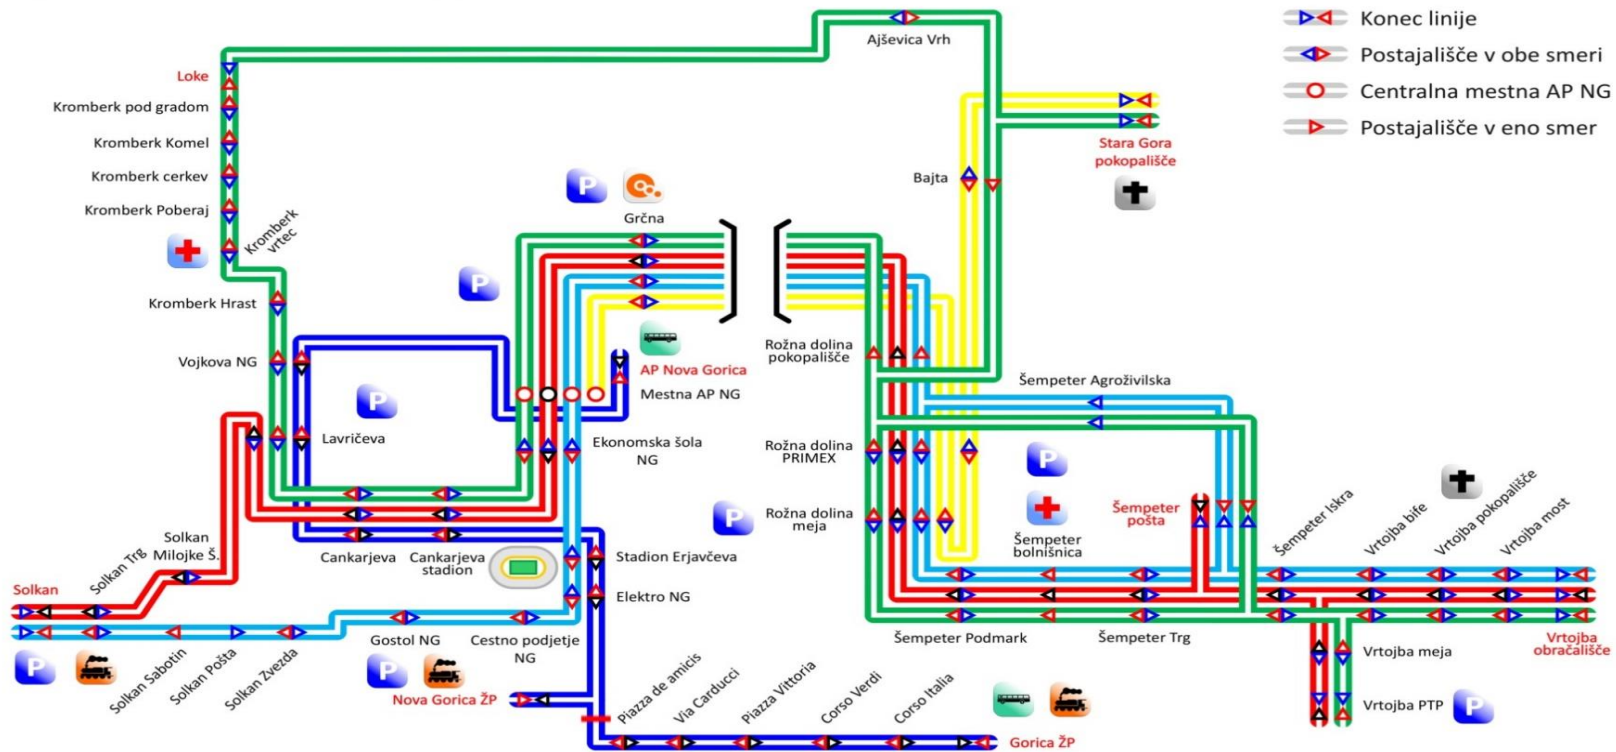 Konec linije
Postajališče v obe smeri
Centralna mestna AP NG
Postajališče v eno smer
Ajševica Vrh
Loke
Kromberk pod gradom
Kromberk Komel
Kromberk cerkev
Kromberk Poberaj
Kromberk
vrtec
Kromberk Hrast
Vojkova NG
Lavričeva
Stara Gora
pokopališče
Bajta
P
Grčna
P
P
AP Nova Gorica
Mestna AP NG
Ekonomska šola
NG
Rožna dolina
pokopališče
Šempeter Agroživilska
Rožna dolina
PRIMEX
Rožna dolina
meja
P
P
Šempeter
bolnišnica
Šempeter
pošta
Šempeter Iskra
Vrtojba bife
Vrtojba pokopališče
Vrtojba most
Solkan
Solkan Trg
Solkan
Milojke Š.
Cankarjeva
Cankarjeva
stadion
Stadion Erjavčeva
Elektro NG
P
Solkan Sabotin
Solkan Pošta
Solkan Zvezda
Gostol NG
Cestno podjetje
NG
P
Nova Gorica ŽP
Piazza de amicis
Via Carducci
Piazza Vittoria
Corso Verdi
Corso Italia
Gorica ŽP
Šempeter Podmark
Šempeter Trg
Vrtojba
obračališče
Vrtojba meja
Vrtojba PTP
P